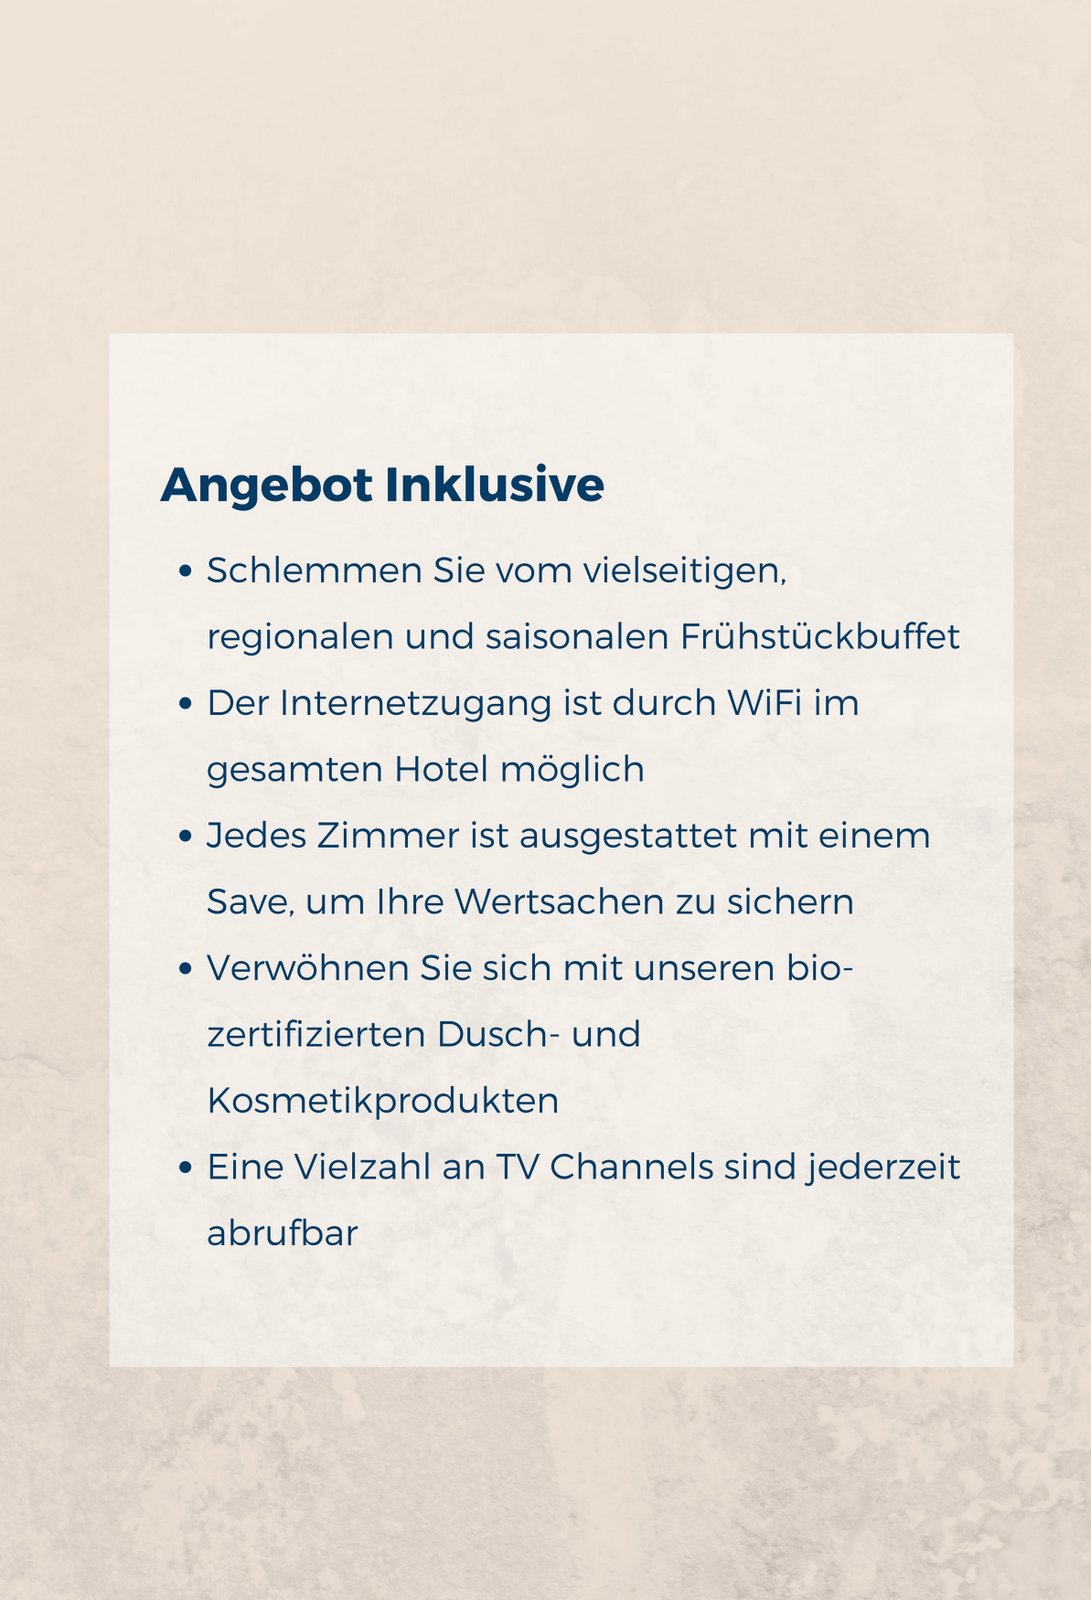 Angebot Inklusive
• Schlemmen Sie vom vielseitigen,
regionalen und saisonalen Frühstückbuffet
• Der Internetzugang ist durch WiFi im
gesamten Hotel möglich
• Jedes Zimmer ist ausgestattet mit einem
Save, um Ihre Wertsachen zu sichern
• Verwöhnen Sie sich mit unseren bio-
zertifizierten Dusch- und
Kosmetikprodukten
• Eine Vielzahl an TV Channels sind jederzeit
abrufbar